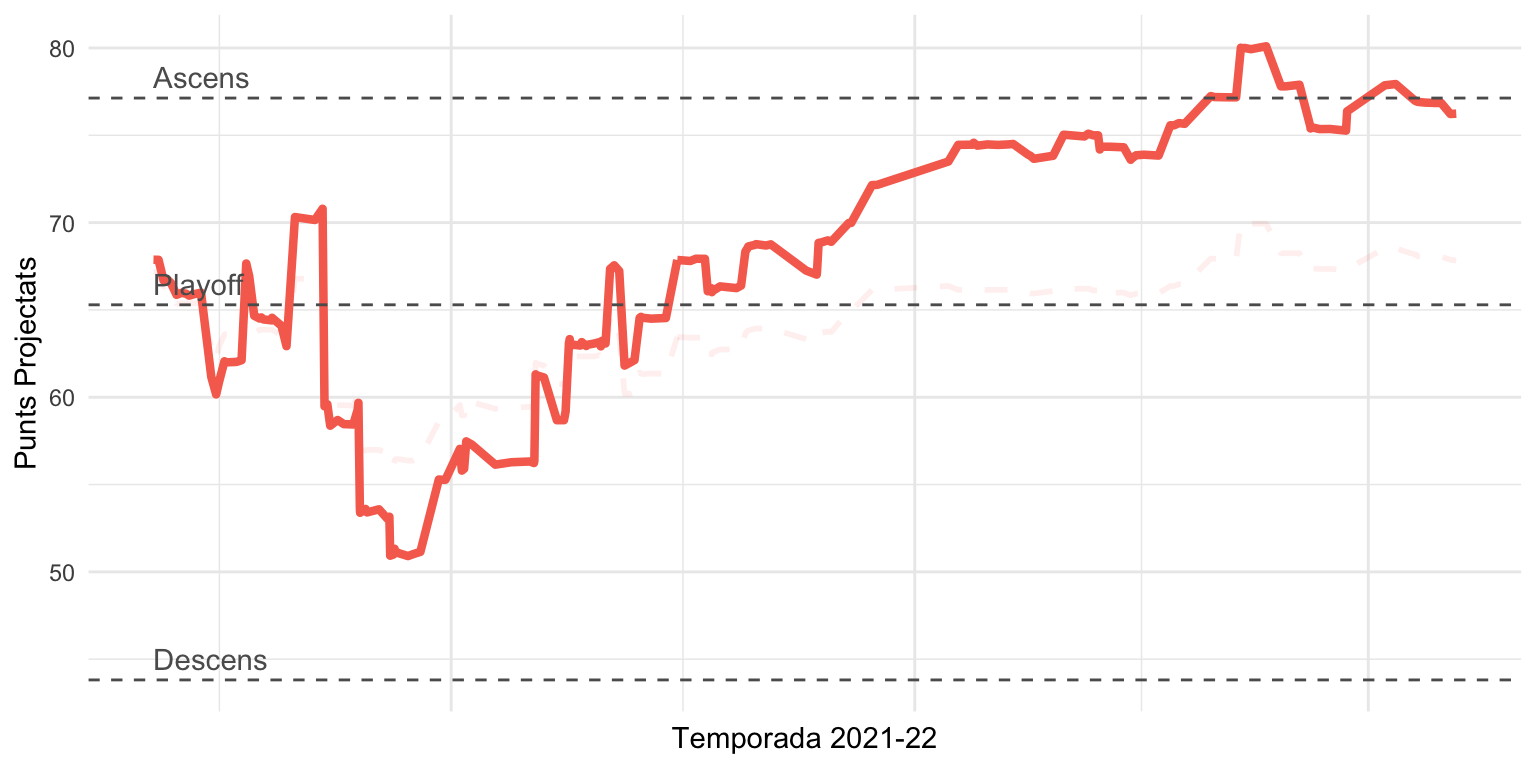 80
Ascens
70
Playoff
60
50
Descens
Punts Projectats
Temporada 2021-22